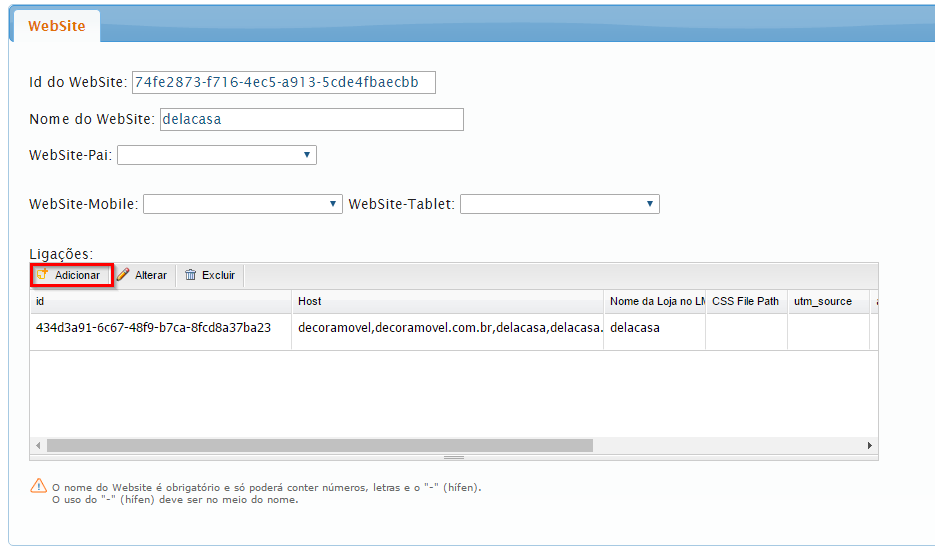 WebSite
Id do WebSite: 74fe2873-f716-4ec5-a913-5cde4fbaecbb
Nome do WebSite: delacasa
WebSite-Pai:
WebSite-Mobile: WebSite-Tablet:
Ligações:
Adicionar Alterar Excluir
id Host Nome da Loja no LM CSS File Path utm_source
434d3a91-6c67-48f9-b7ca-8fcd8a37ba23 decoramovel,decoramovel.com.br,delacasa,delacasa. delacasa
O nome do Website é obrigatório e só poderá conter números, letras e o "-" (hífen).
O uso do "-" (hífen) deve ser no meio do nome.